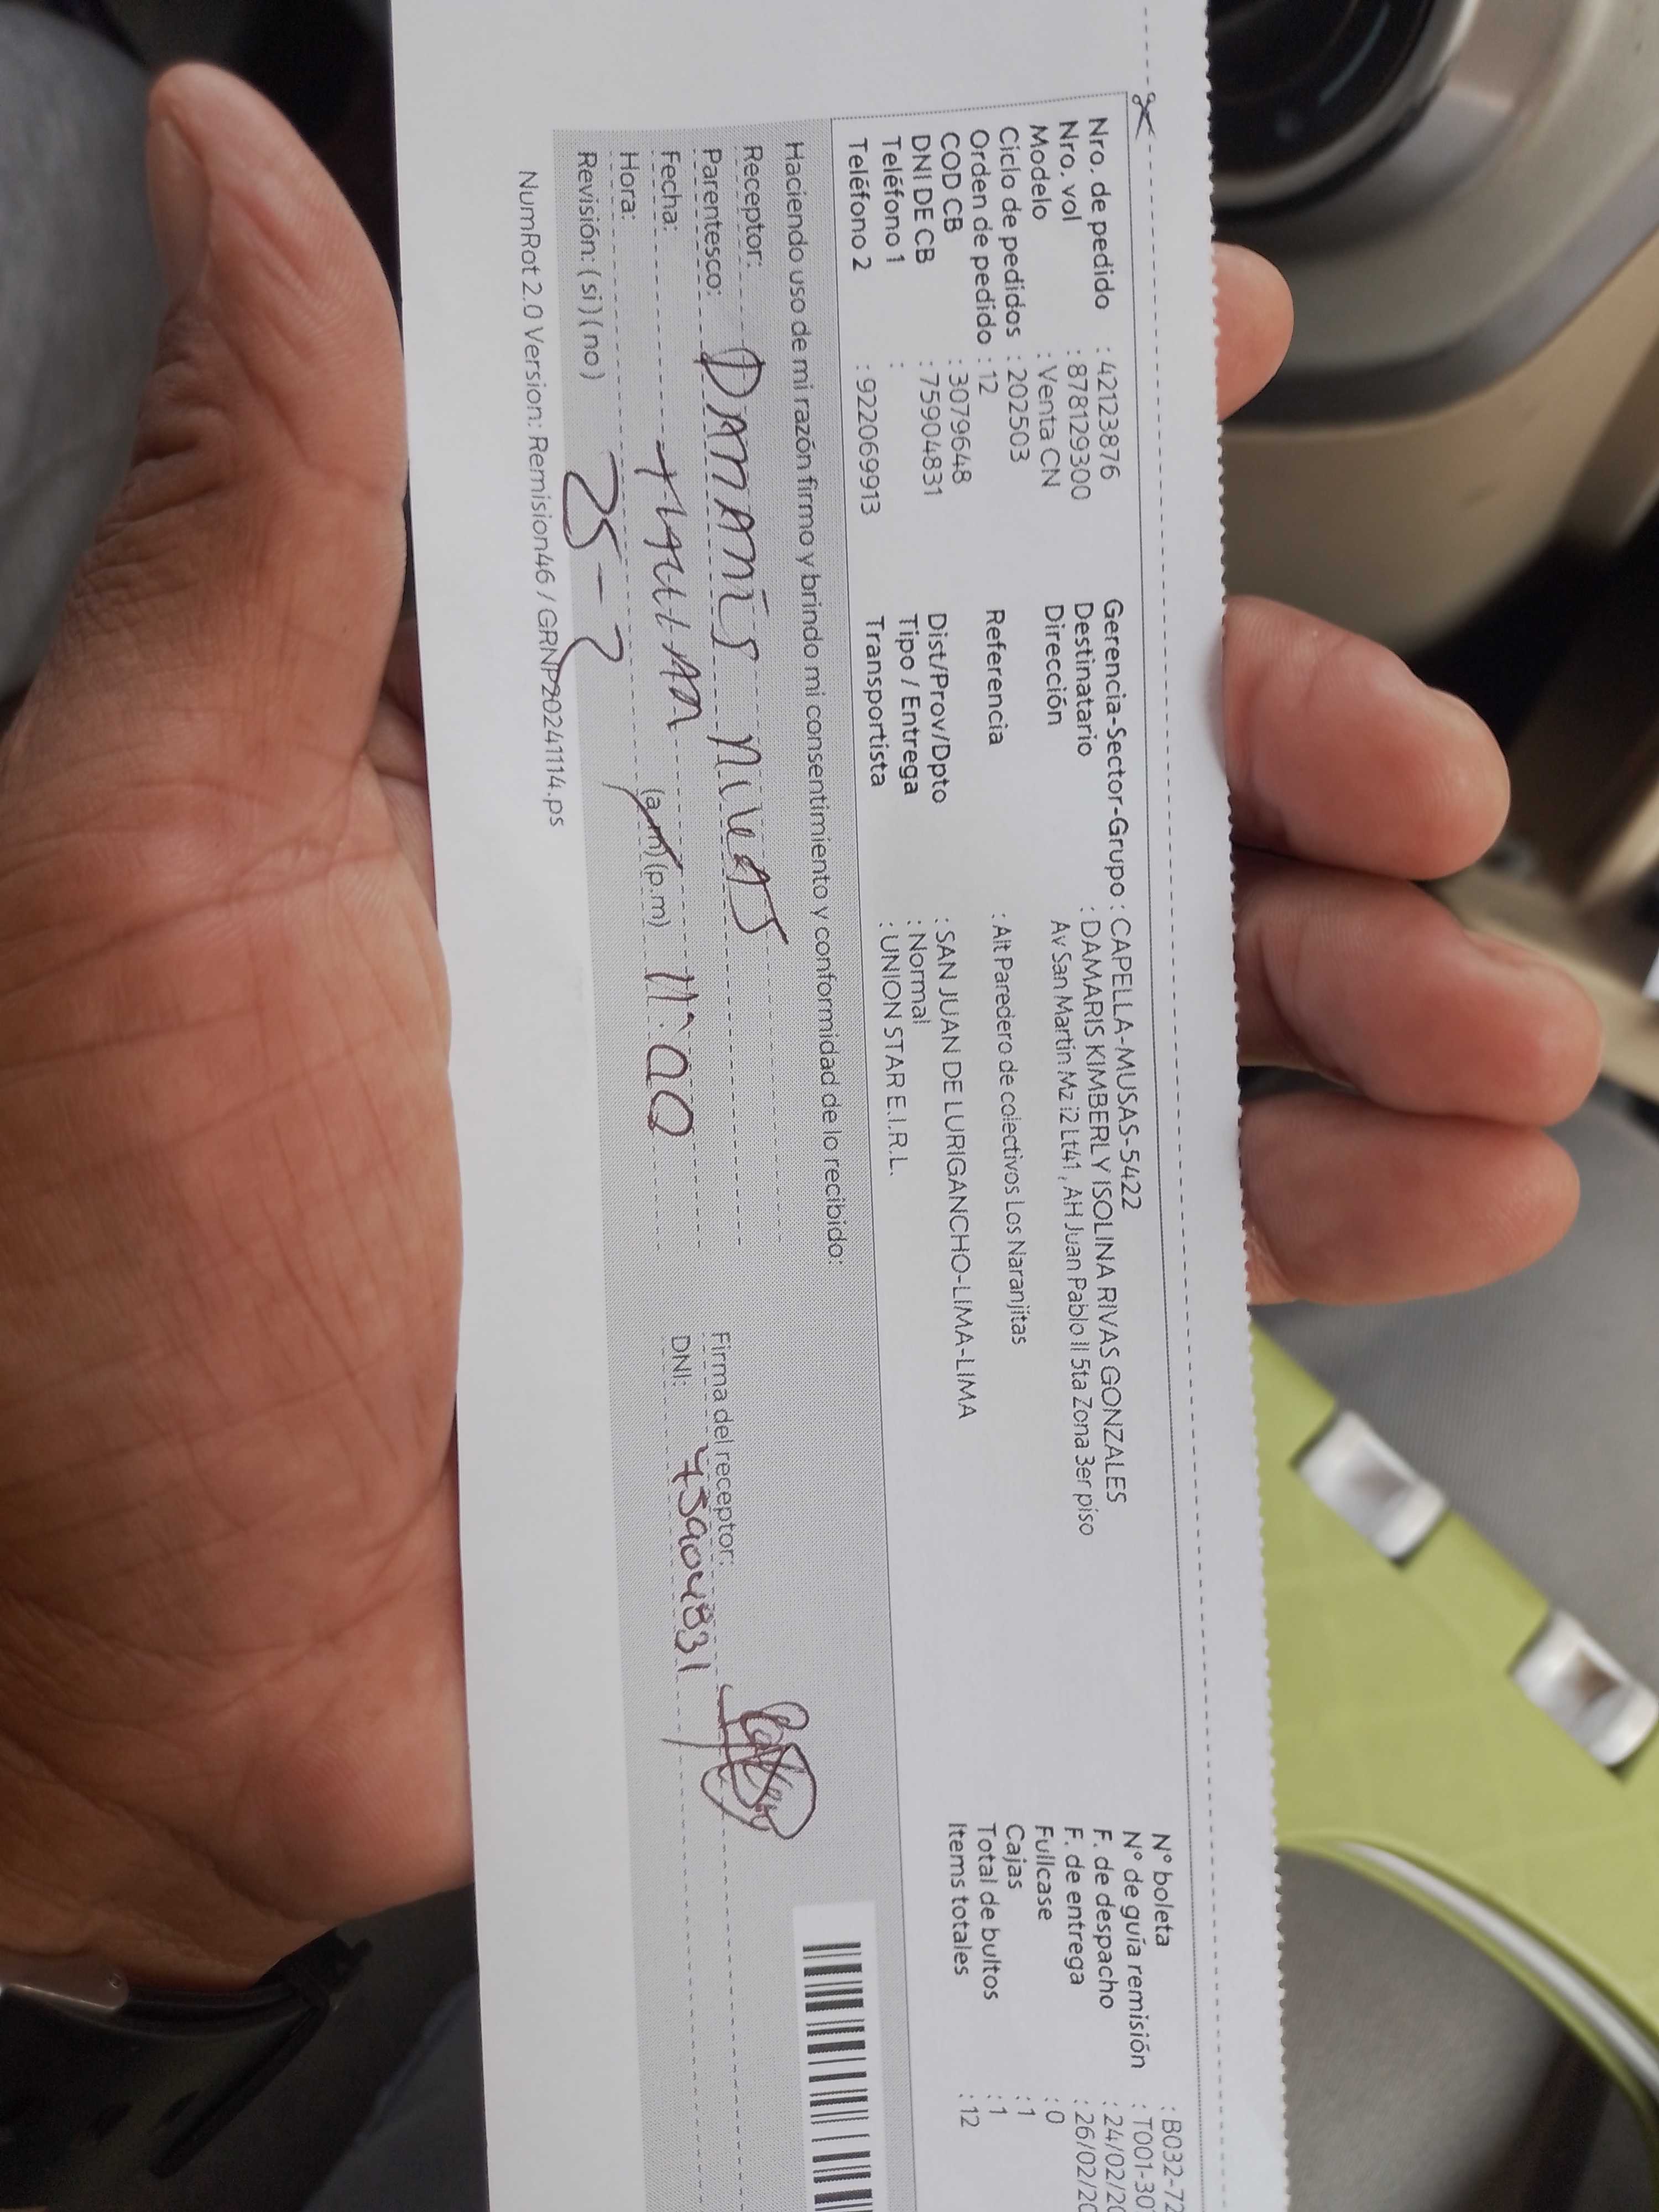 Nro. de pedido : 42123876
Nro. vol : 878129300
Modelo : Venta CN
Ciclo de pedidos : 202503
Orden de pedido : 12
COD CB : 3079648
DNI DE CB : 75904831
Teléfono 1 :
Teléfono 2 : 922069913
Gerencia-Sector-Grupo : CAPELLA-MUSAS-5422
Destinatario : DAMARIS KIMBERLY ISOLINA RIVAS GONZALES
Dirección Av San Martin Mz i2 Lt41 , AH Juan Pablo II 5ta Zona 3er piso
Referencia : Alt Paredero de colectivos Los Naranjitas
Dist/Prov/Dpto : SAN JUAN DE LURIGANCHO-LIMA-LIMA
Tipo / Entrega : Normal
Transportista : UNION STAR E.I.R.L.
N° boleta : B032-72
N° de guía remisión : T001-30
F. de despacho : 24/02/20
F. de entrega : 26/02/20
Fullcase : 0
Cajas : 1
Total de bultos : 1
Items totales : 12
Haciendo uso de mi razón firmo y brindo mi consentimiento y conformidad de lo recibido:
Receptor:
Parentesco:
Fecha: 25-2
Hora: (a.m) (p.m) 11:00
Revisión: (si) (no)
Firma del receptor:
DNI: 75904831
NumRot 2.0 Version: Remision46 / GRNP20241114.ps